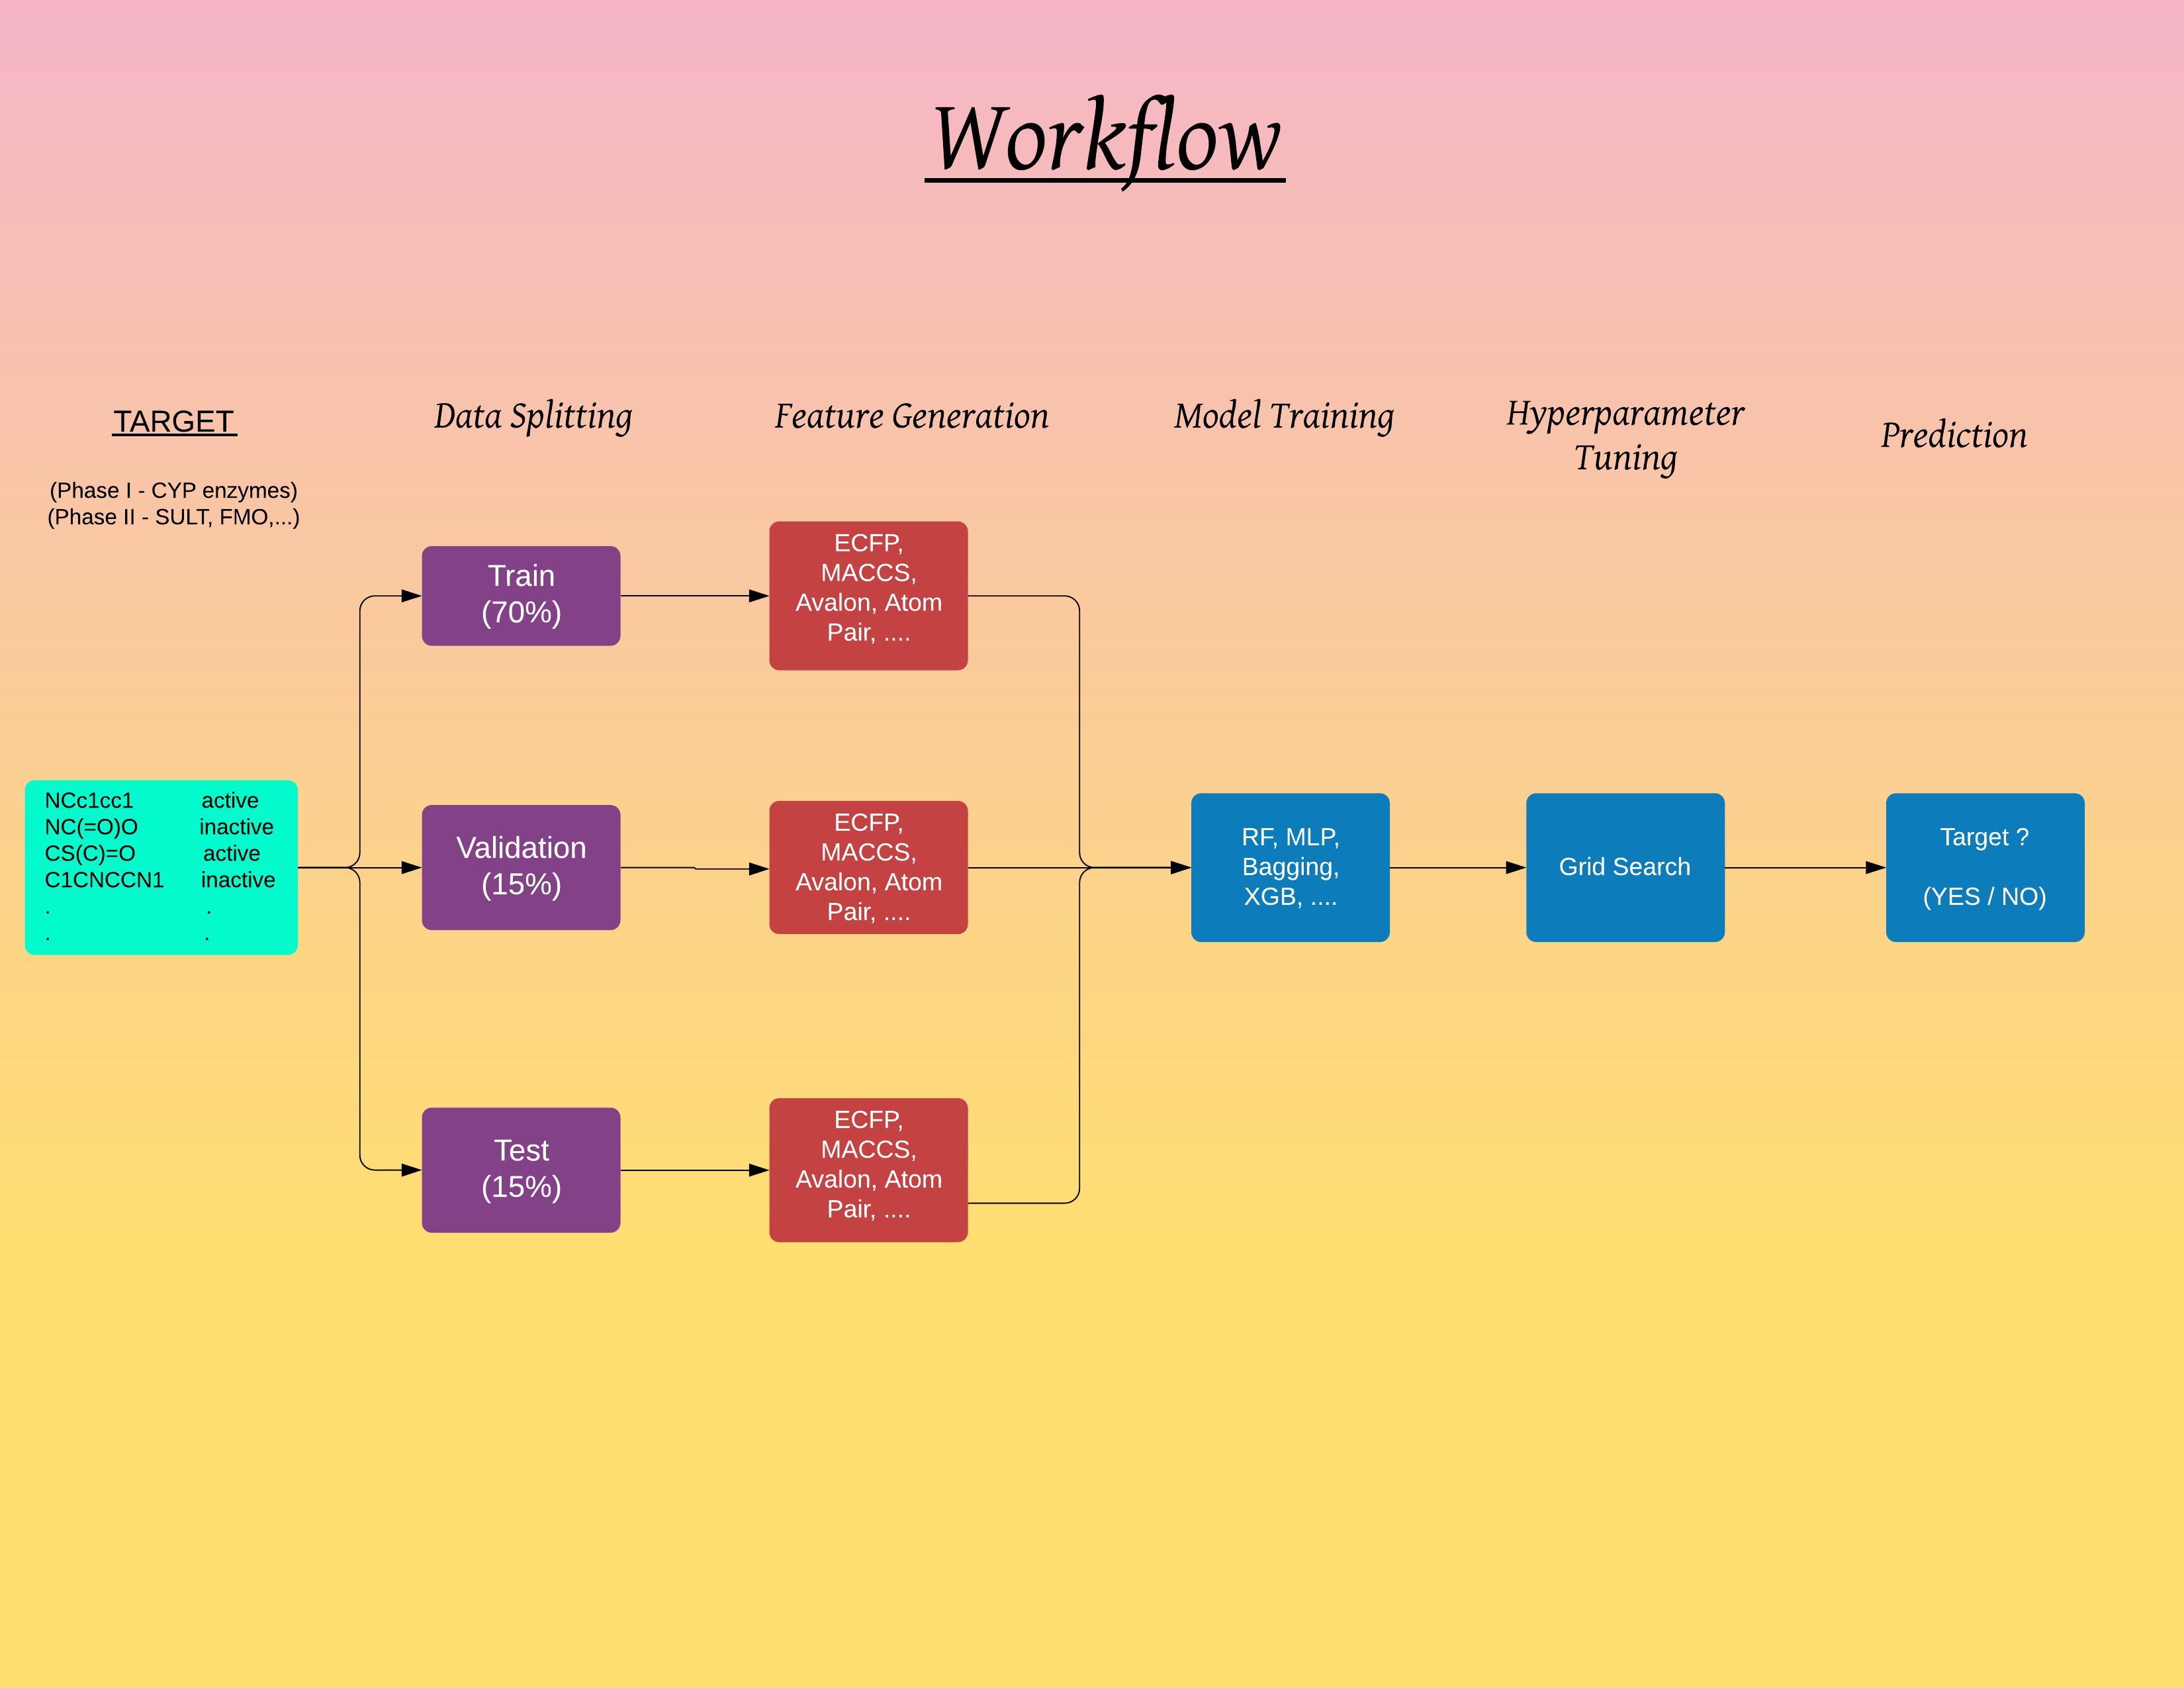 Workflow
TARGET
(Phase I - CYP enzymes)
(Phase II - SULT, FMO,...)
NCc1cc1 active
NC(=O)O inactive
CS(C)=O active
C1CNCCN1 inactive
. .
. .
Data Splitting
Train
(70%)
Validation
(15%)
Test
(15%)
Feature Generation
ECFP,
MACCS,
Avalon, Atom
Pair, ....
ECFP,
MACCS,
Avalon, Atom
Pair, ....
ECFP,
MACCS,
Avalon, Atom
Pair, ....
Model Training
RF, MLP,
Bagging,
XGB, ....
Hyperparameter
Tuning
Grid Search
Prediction
Target ?
(YES / NO)